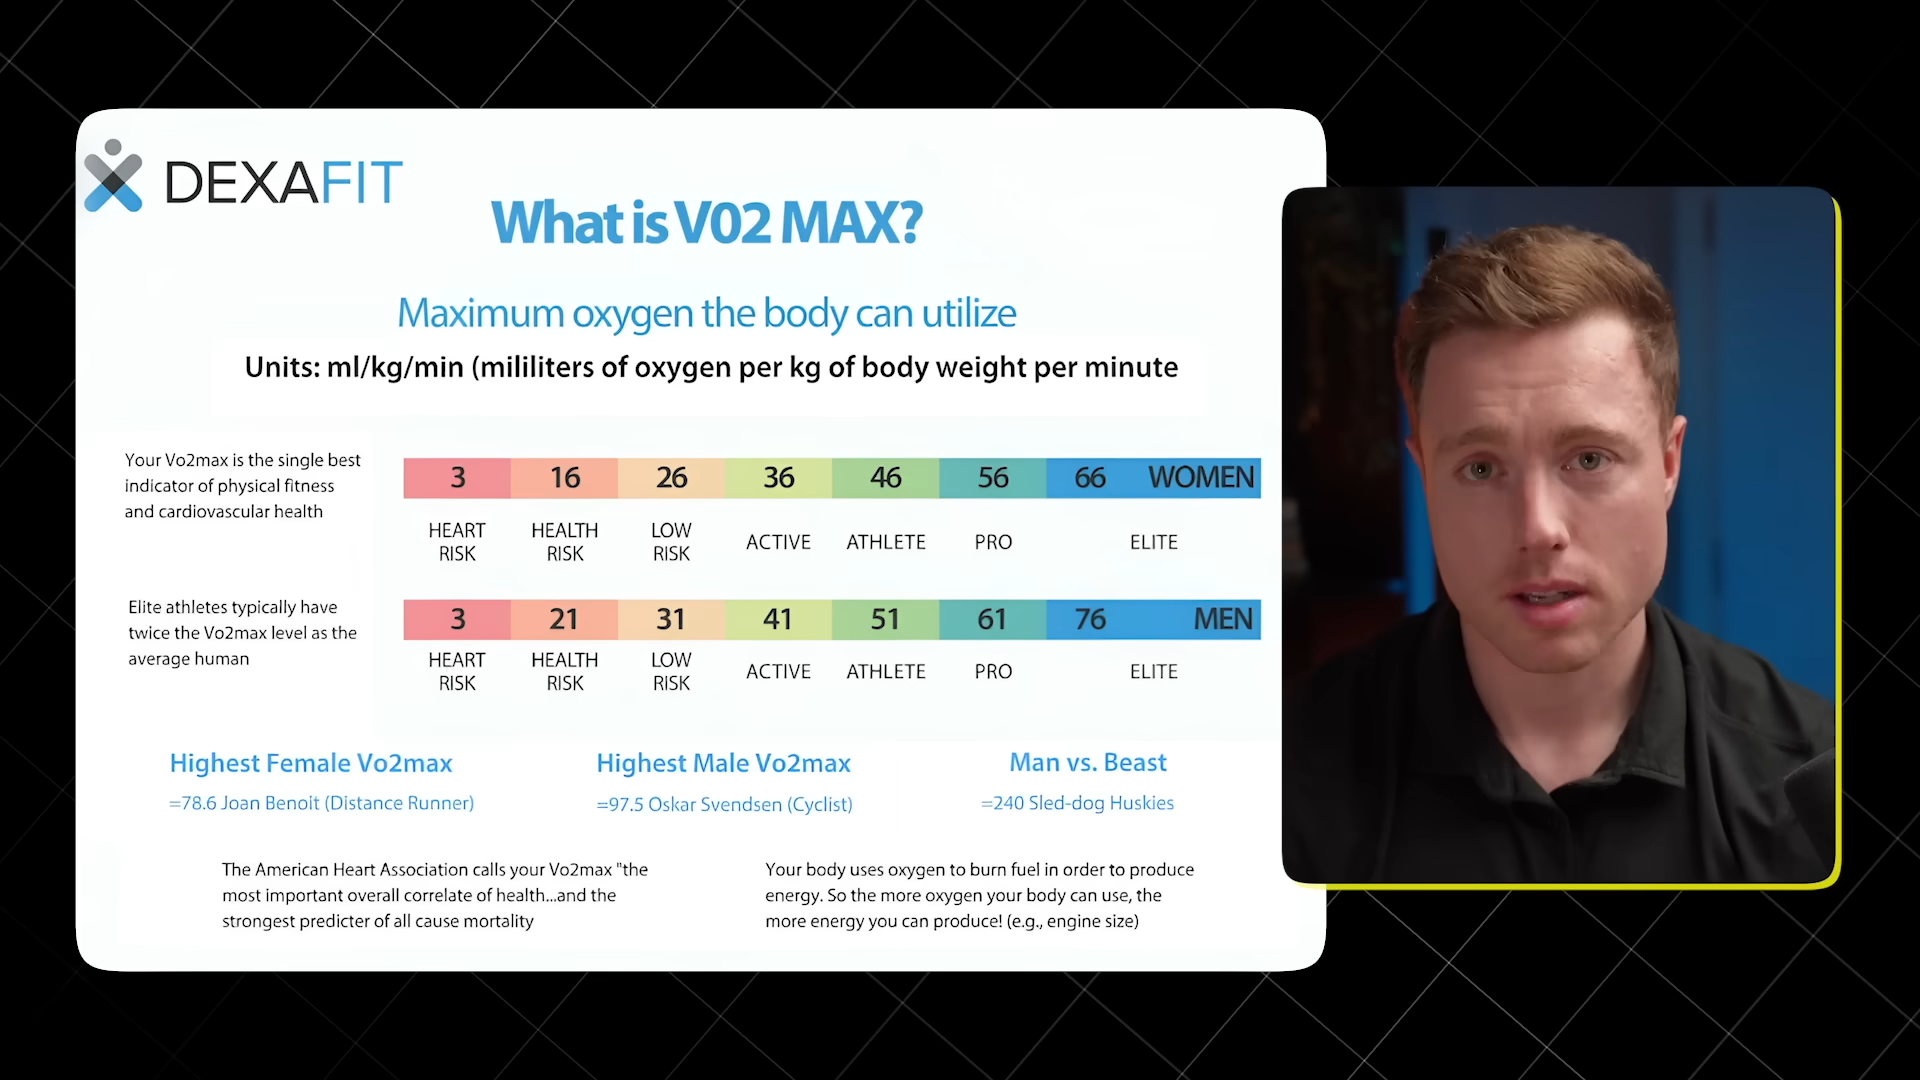 DEXAFIT
What is V02 MAX?
Maximum oxygen the body can utilize
Units: ml/kg/min (mililiters of oxygen per kg of body weight per minute
Your Vo2max is the single best
indicator of physical fitness
and cardiovascular health
3 16 26 36 46 56 66 WOMEN
HEART RISK HEALTH RISK LOW RISK ACTIVE ATHLETE PRO ELITE
Elite athletes typically have
twice the Vo2max level as the
average human
3 21 31 41 51 61 76 MEN
HEART RISK HEALTH RISK LOW RISK ACTIVE ATHLETE PRO ELITE
Highest Female Vo2max
=78.6 Joan Benoit (Distance Runner)
Highest Male Vo2max
=97.5 Oskar Svendsen (Cyclist)
Man vs. Beast
=240 Sled-dog Huskies
The American Heart Association calls your Vo2max "the
most important overall correlate of health...and the
strongest predicter of all cause mortality
Your body uses oxygen to burn fuel in order to produce
energy. So the more oxygen your body can use, the
more energy you can produce! (e.g., engine size)